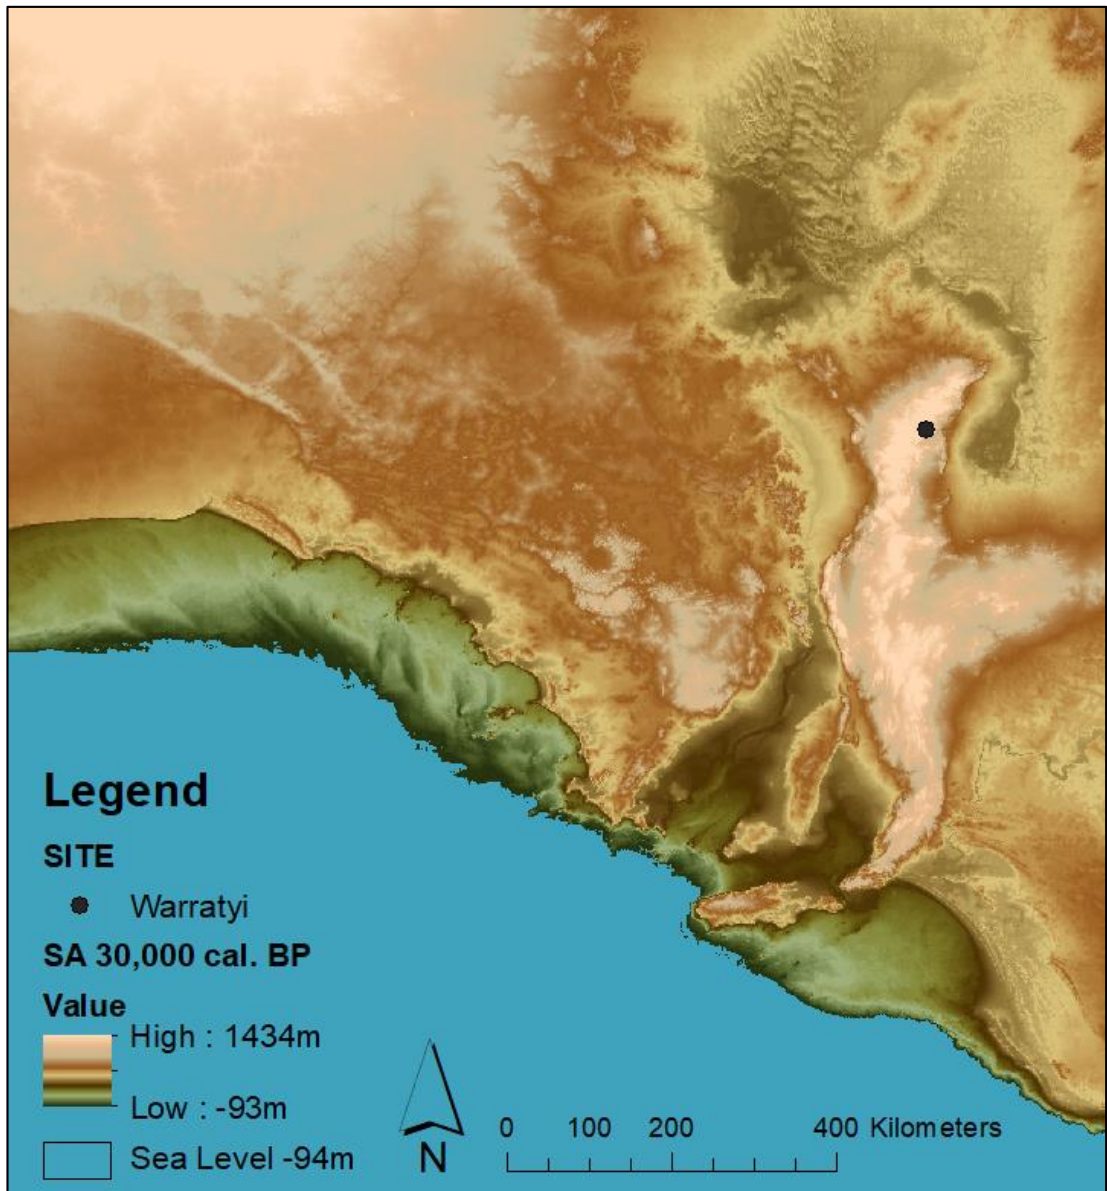 Legend
SITE
Warratyi
SA 30,000 cal. BP
Value
High : 1434m
Low : -93m
Sea Level -94m
N
0 100 200 400 Kilometers